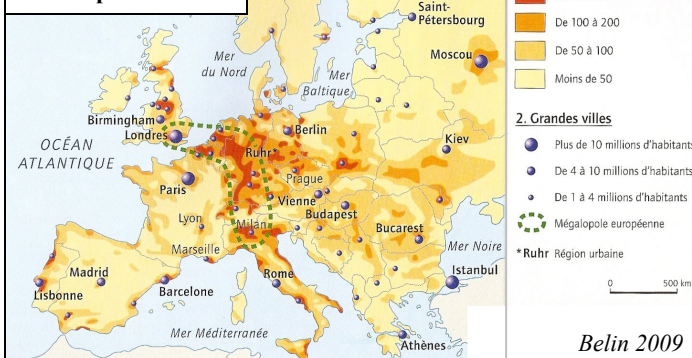 Saint-
Pétersbourg
Moscou
Mer
du Nord
Mer
Baltique
Birmingham
Londres
Berlin
OCÉAN
ATLANTIQUE
Ruhr*
Kiev
Prague
Paris
Vienne
Budapest
Lyon
Milan
Bucarest
Marseille
Mer Noire
Madrid
Rome
Istanbul
Lisbonne
Barcelone
Mer Méditerranée
Athènes
De 100 à 200
De 50 à 100
Moins de 50
2. Grandes villes
Plus de 10 millions d'habitants
De 4 à 10 millions d'habitants
De 1 à 4 millions d'habitants
Mégalopole européenne
*Ruhr Région urbaine
0 500 km
Belin 2009